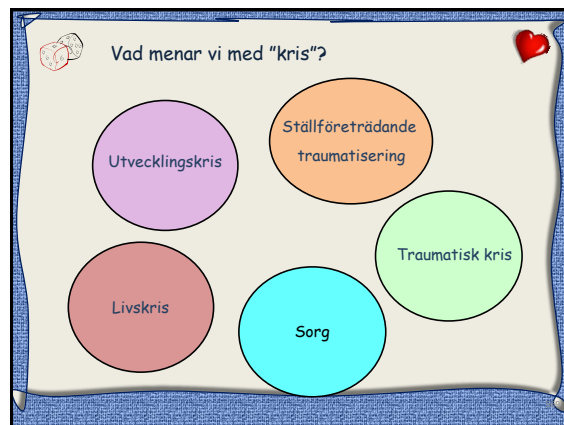 Vad menar vi med "kris"?
Ställföreträdande
traumatisering
Utvecklingskris
Traumatisk kris
Livskris
Sorg